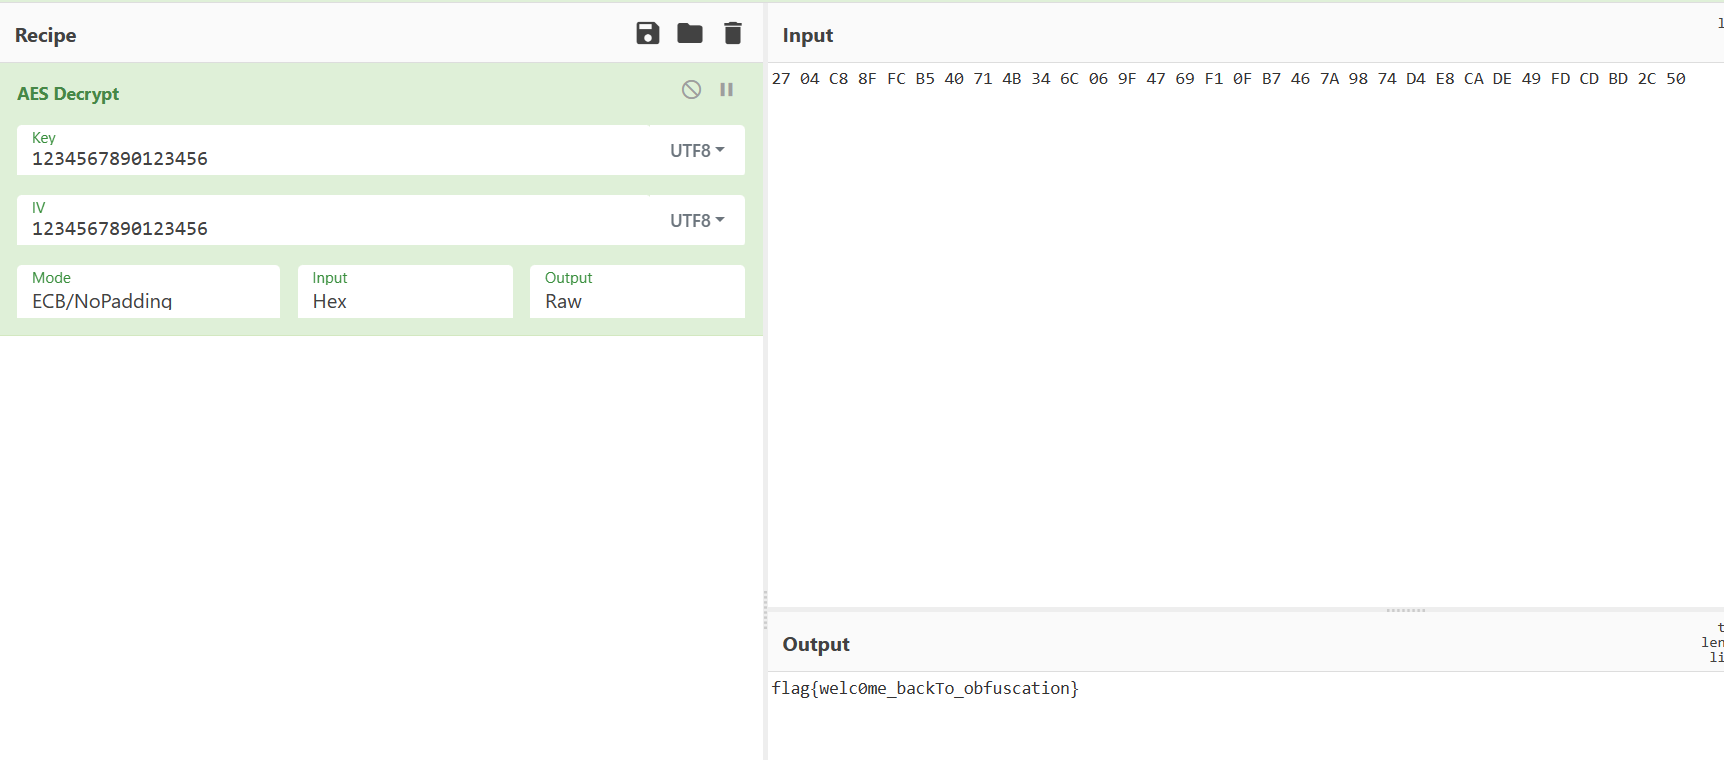 Recipe
AES Decrypt
Key
1234567890123456
UTF8
IV
1234567890123456
UTF8
Mode
ECB/NoPadding
Input
Hex
Output
Raw
Input
27 04 C8 8F FC B5 40 71 4B 34 6C 06 9F 47 69 F1 0F B7 46 7A 98 74 D4 E8 CA DE 49 FD CD BD 2C 50
Output
len
li
flag{welc0me_backTo_obfuscation}